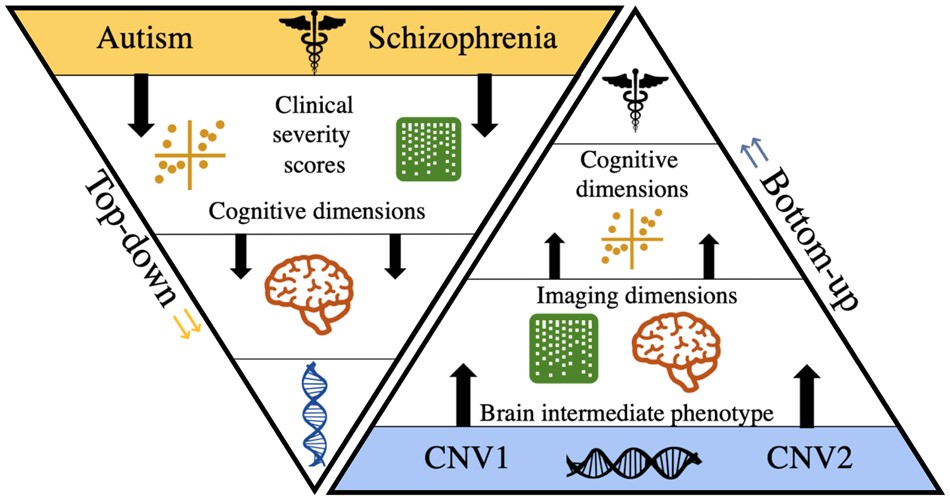 Autism
Schizophrenia
Clinical
severity
scores
Cognitive dimensions
Top-down
Cognitive
dimensions
Bottom-up
Imaging dimensions
Brain intermediate phenotype
CNV1
CNV2